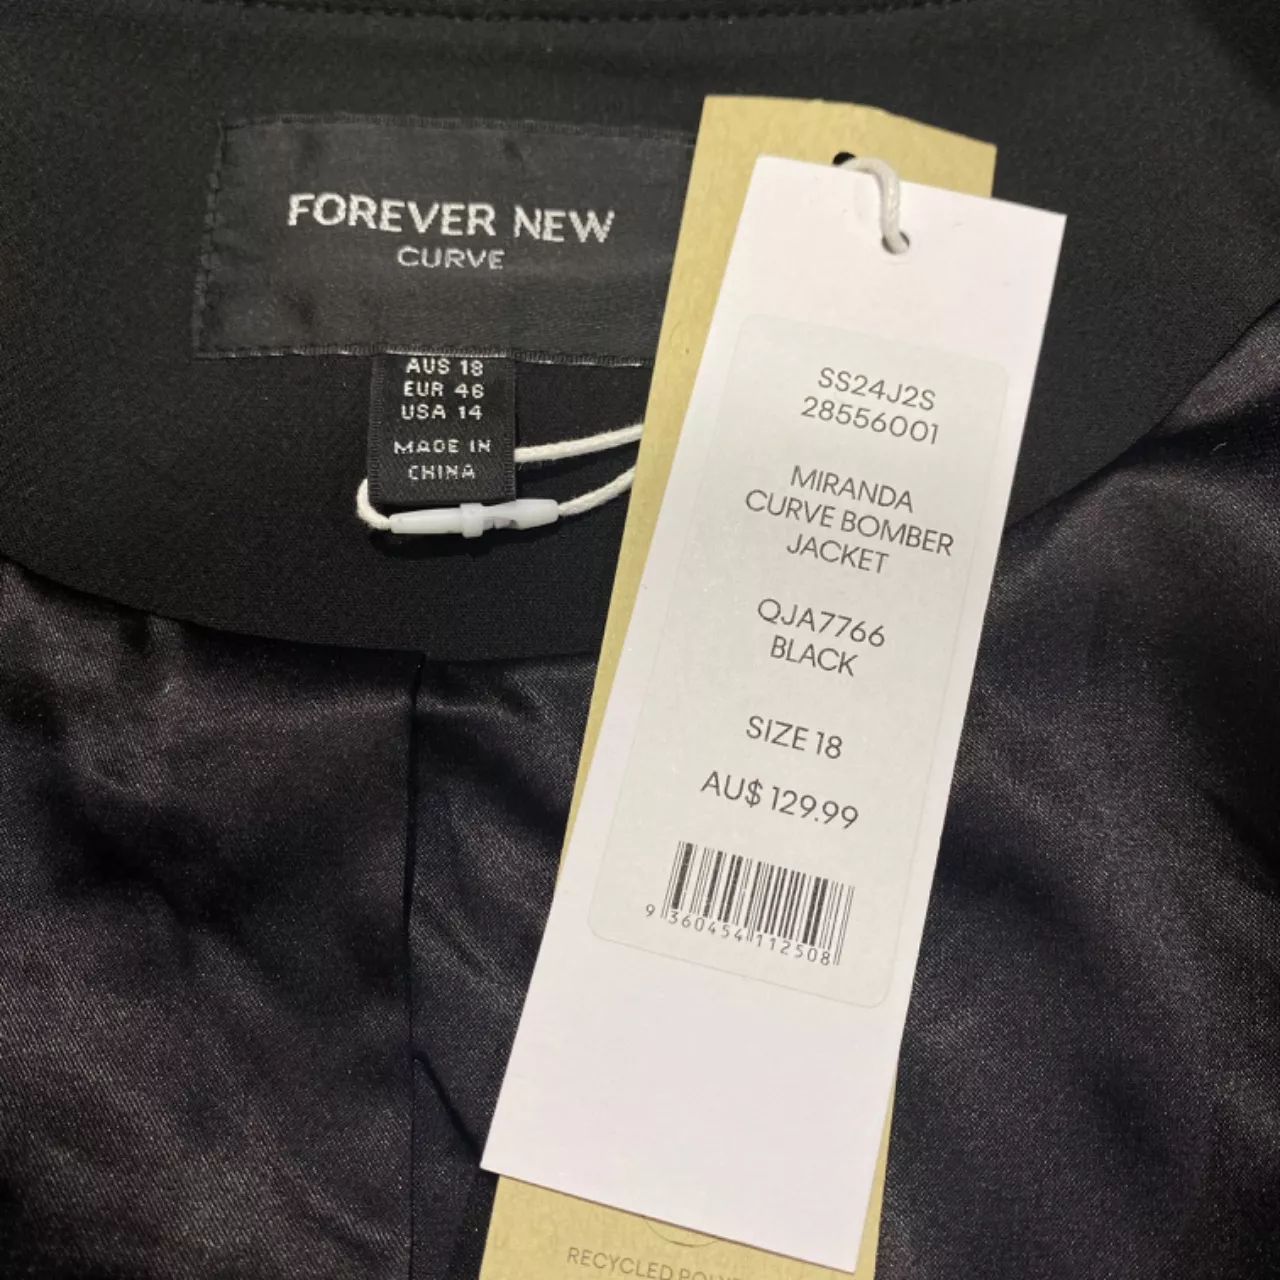 FOREVER NEW
CURVE
AUS 18
EUR 46
USA 14
MADE IN
CHINA
SS24J2S
28556001
MIRANDA
CURVE BOMBER
JACKET
QJA7766
BLACK
SIZE 18
AU$ 129.99
9 360454 112508
RECYCLED